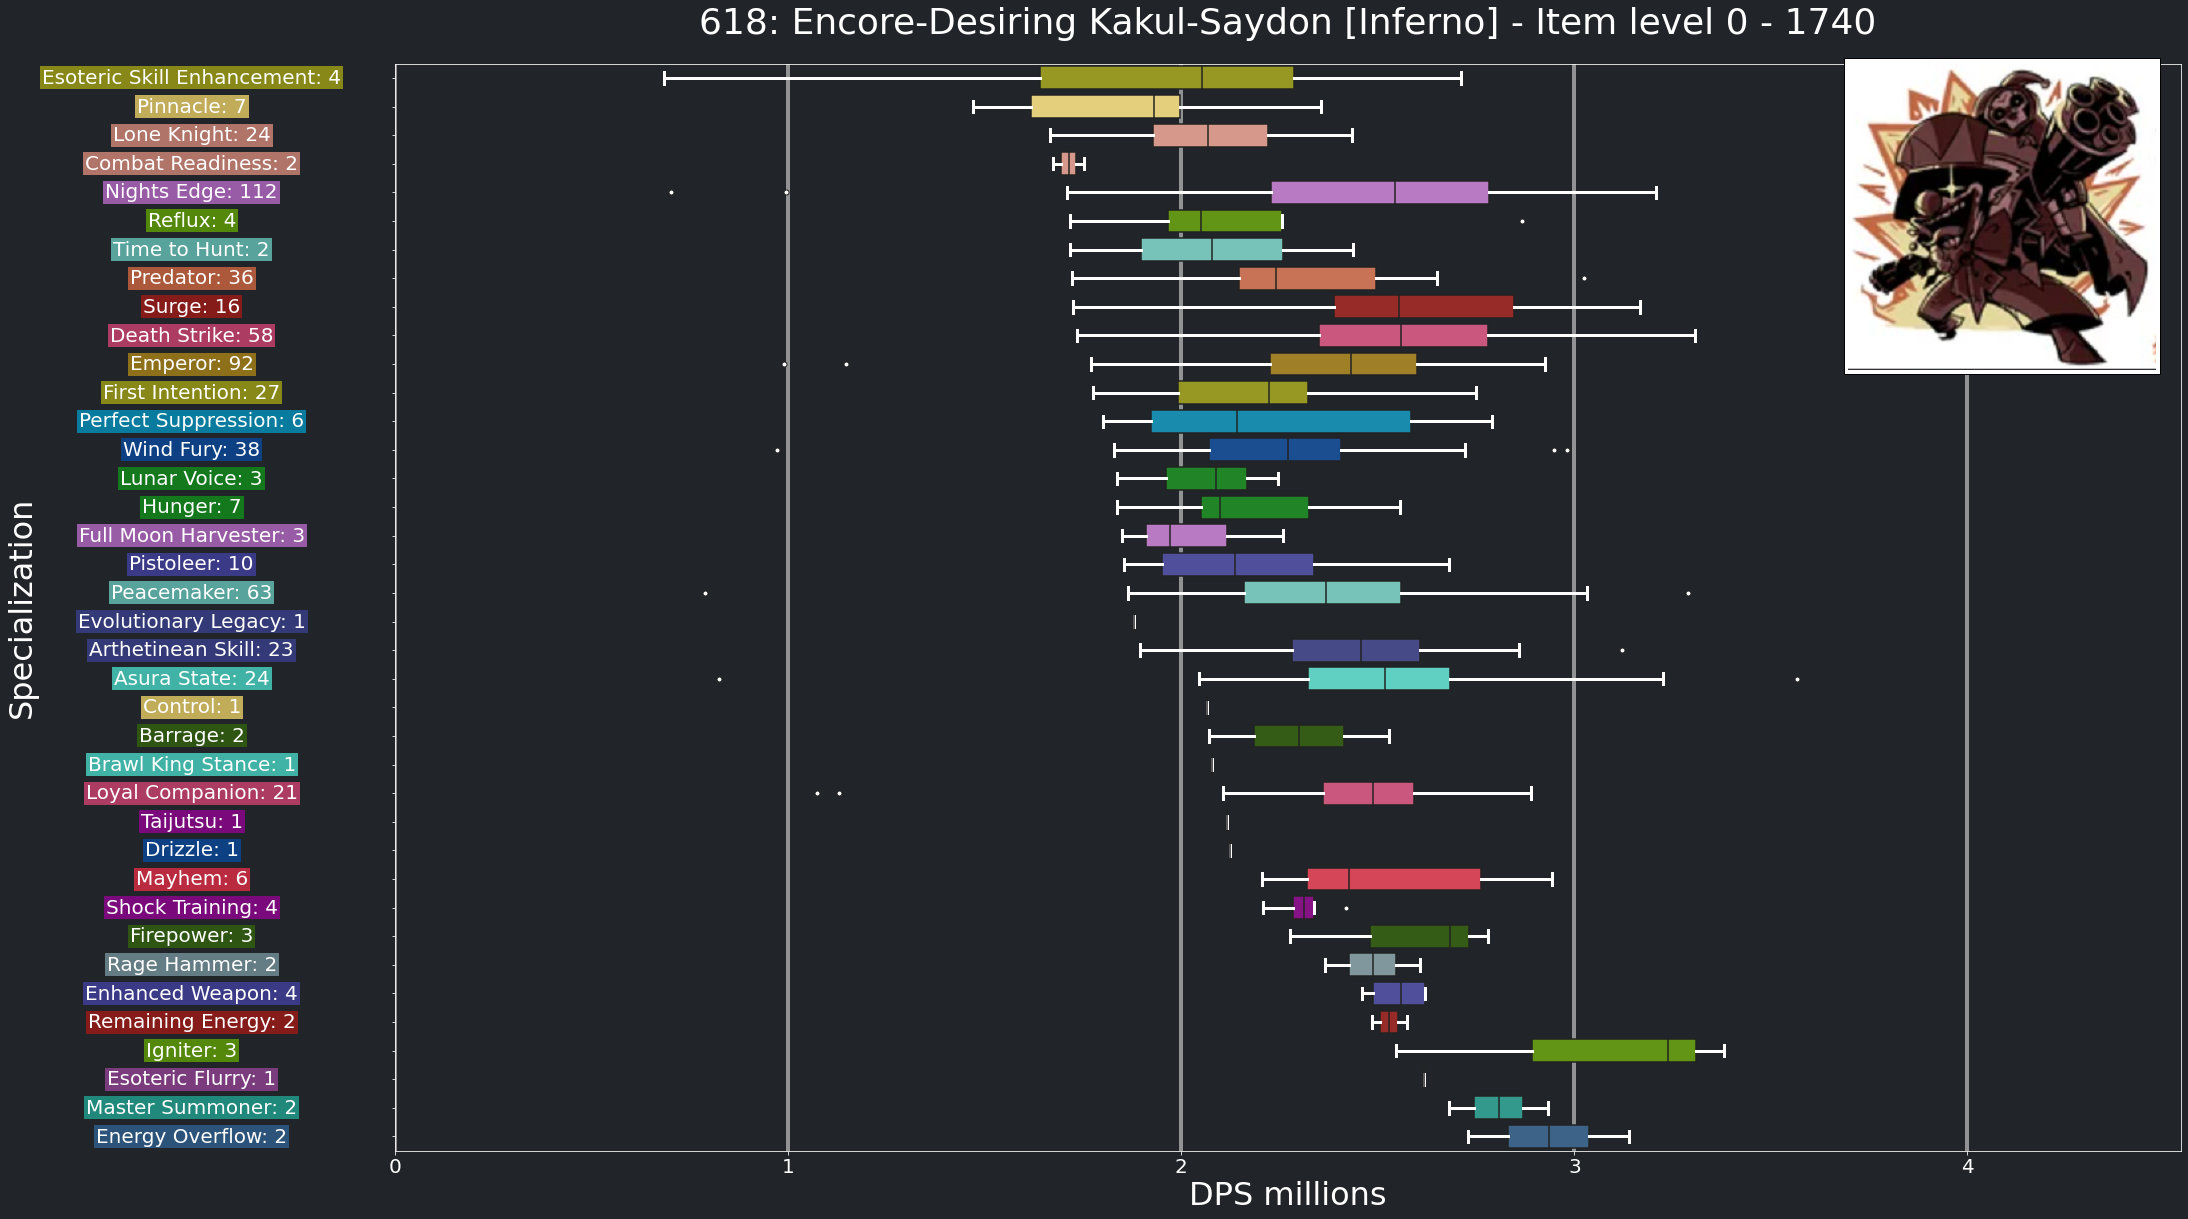 618: Encore-Desiring Kakul-Saydon [Inferno] - Item level 0 - 1740
Esoteric Skill Enhancement: 4
Pinnacle: 7
Lone Knight: 24
Combat Readiness: 2
Nights Edge: 112
Reflux: 4
Time to Hunt: 2
Predator: 36
Surge: 16
Death Strike: 58
Emperor: 92
First Intention: 27
Perfect Suppression: 6
Wind Fury: 38
Lunar Voice: 3
Hunger: 7
Full Moon Harvester: 3
Pistoleer: 10
Peacemaker: 63
Evolutionary Legacy: 1
Arthetinean Skill: 23
Asura State: 24
Control: 1
Barrage: 2
Brawl King Stance: 1
Loyal Companion: 21
Taijutsu: 1
Drizzle: 1
Mayhem: 6
Shock Training: 4
Firepower: 3
Rage Hammer: 2
Enhanced Weapon: 4
Remaining Energy: 2
Igniter: 3
Esoteric Flurry: 1
Master Summoner: 2
Energy Overflow: 2
Specialization
0 1 2 3 4
DPS millions